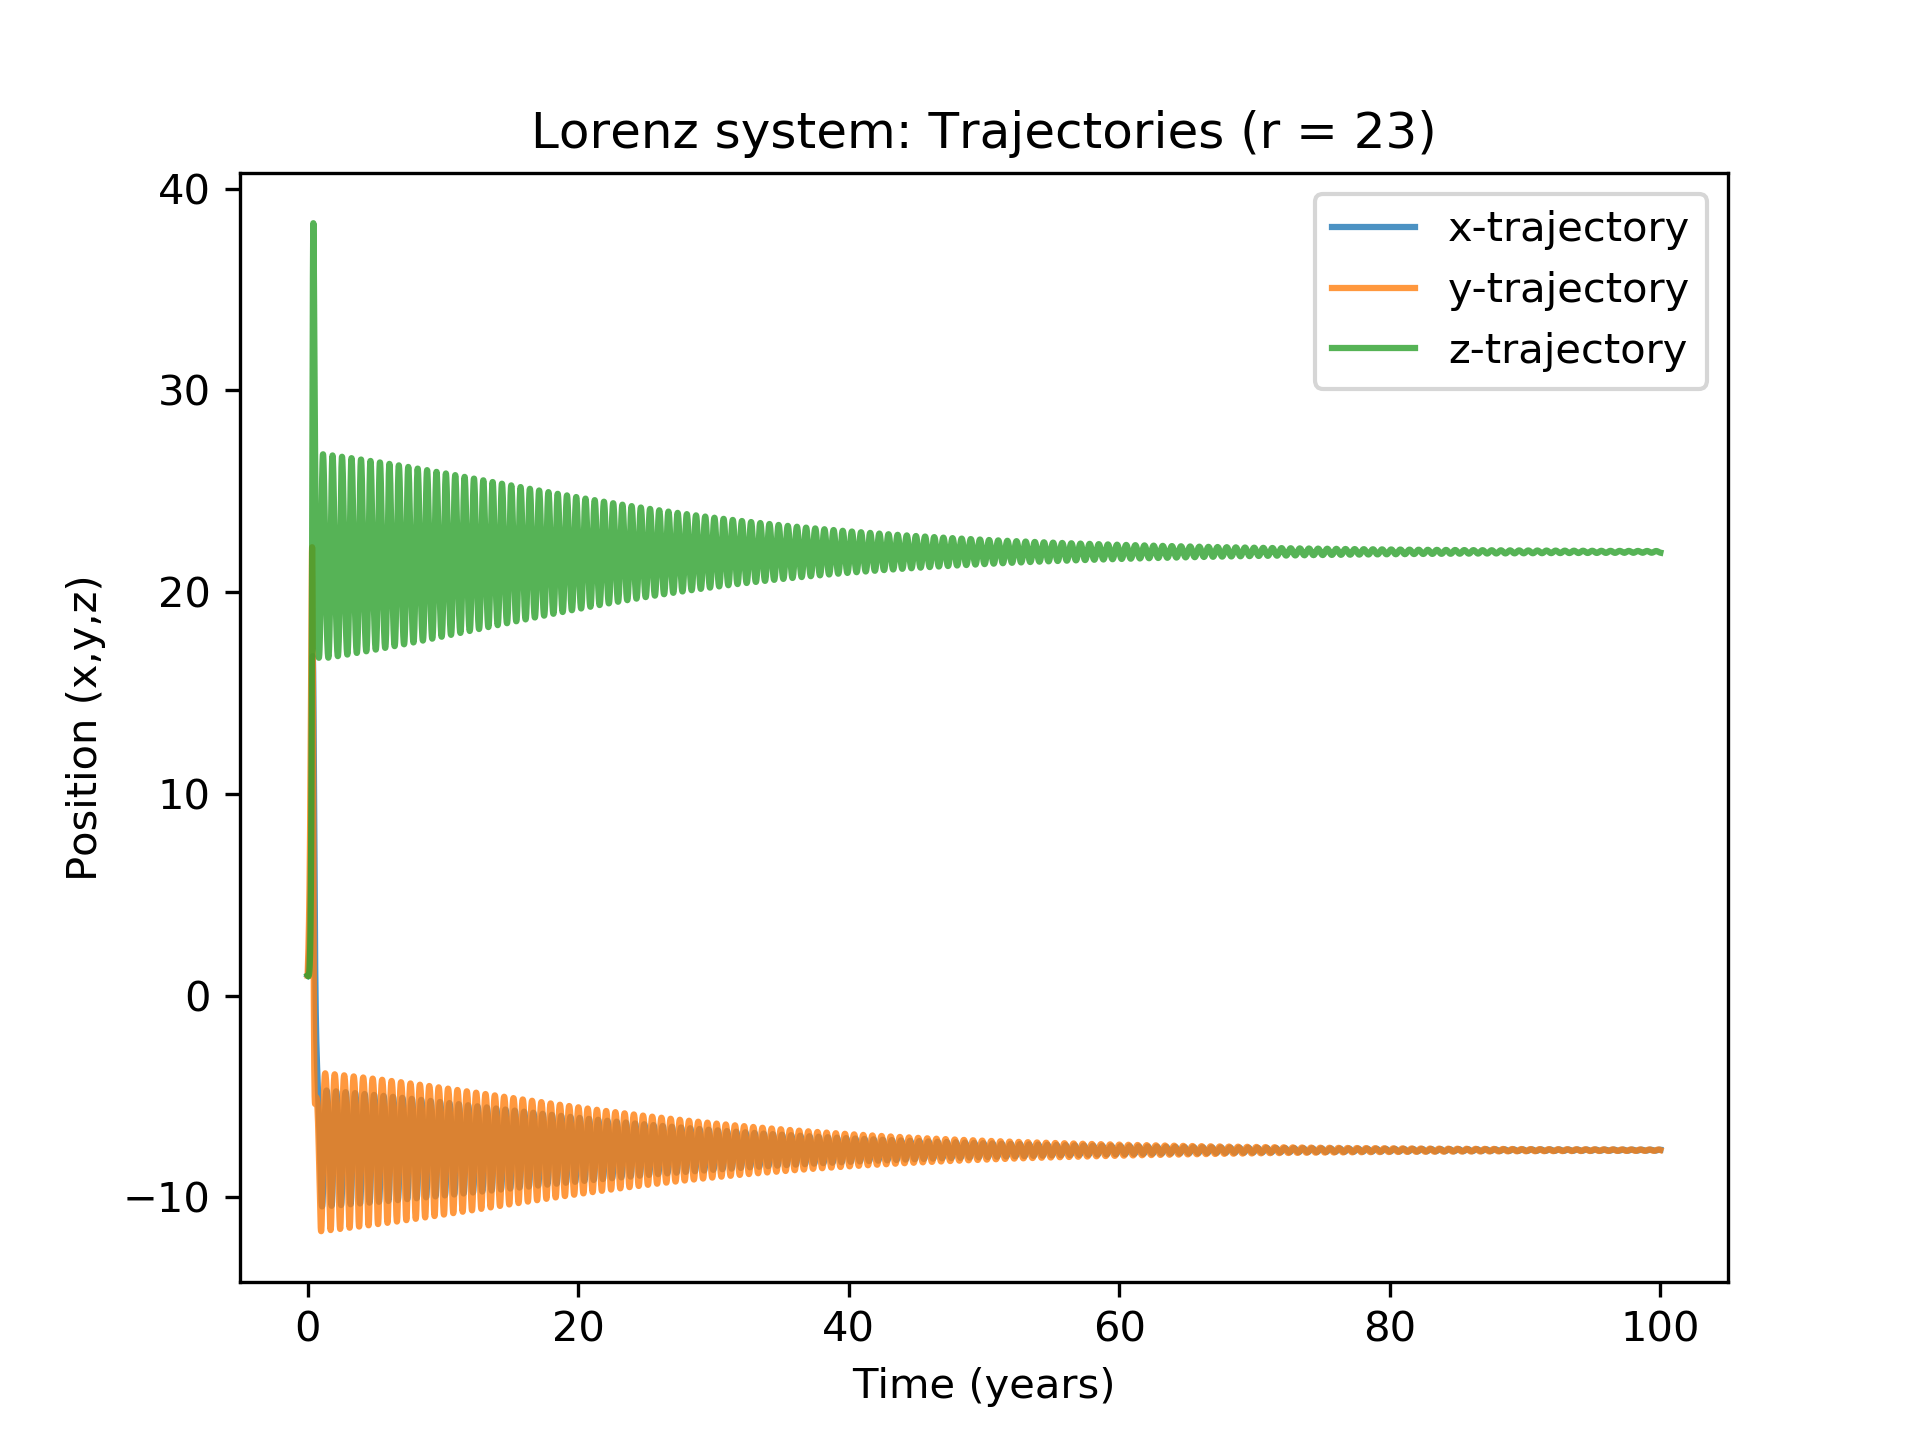 Lorenz system: Trajectories (r = 23)
x-trajectory
y-trajectory
z-trajectory
Position (x,y,z)
40
30
20
10
0
−10
0 20 40 60 80 100
Time (years)